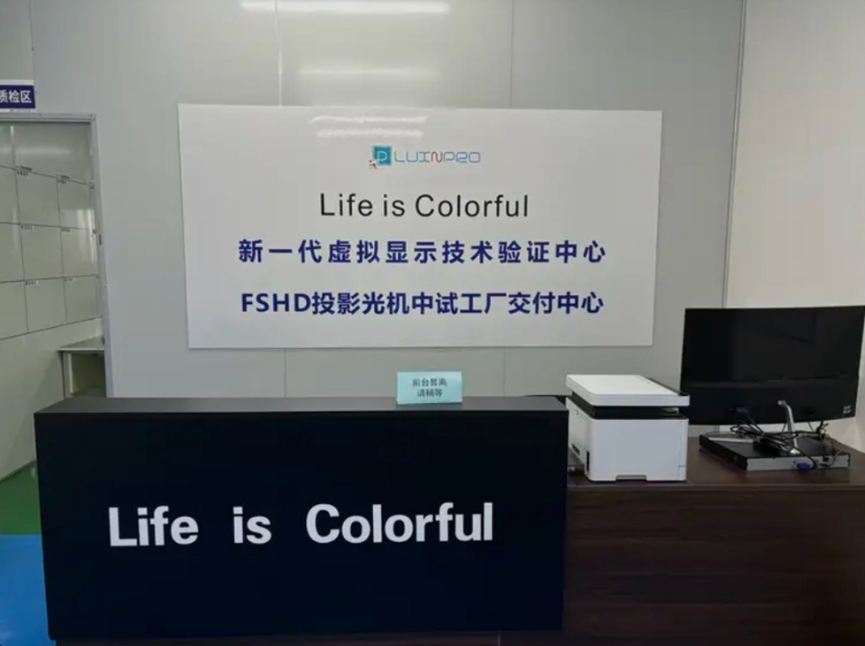 质检区
LUINPRO
Life is Colorful
新一代虚拟显示技术验证中心
FSHD投影光机中试工厂交付中心
前台暂离
请稍等
Life is Colorful